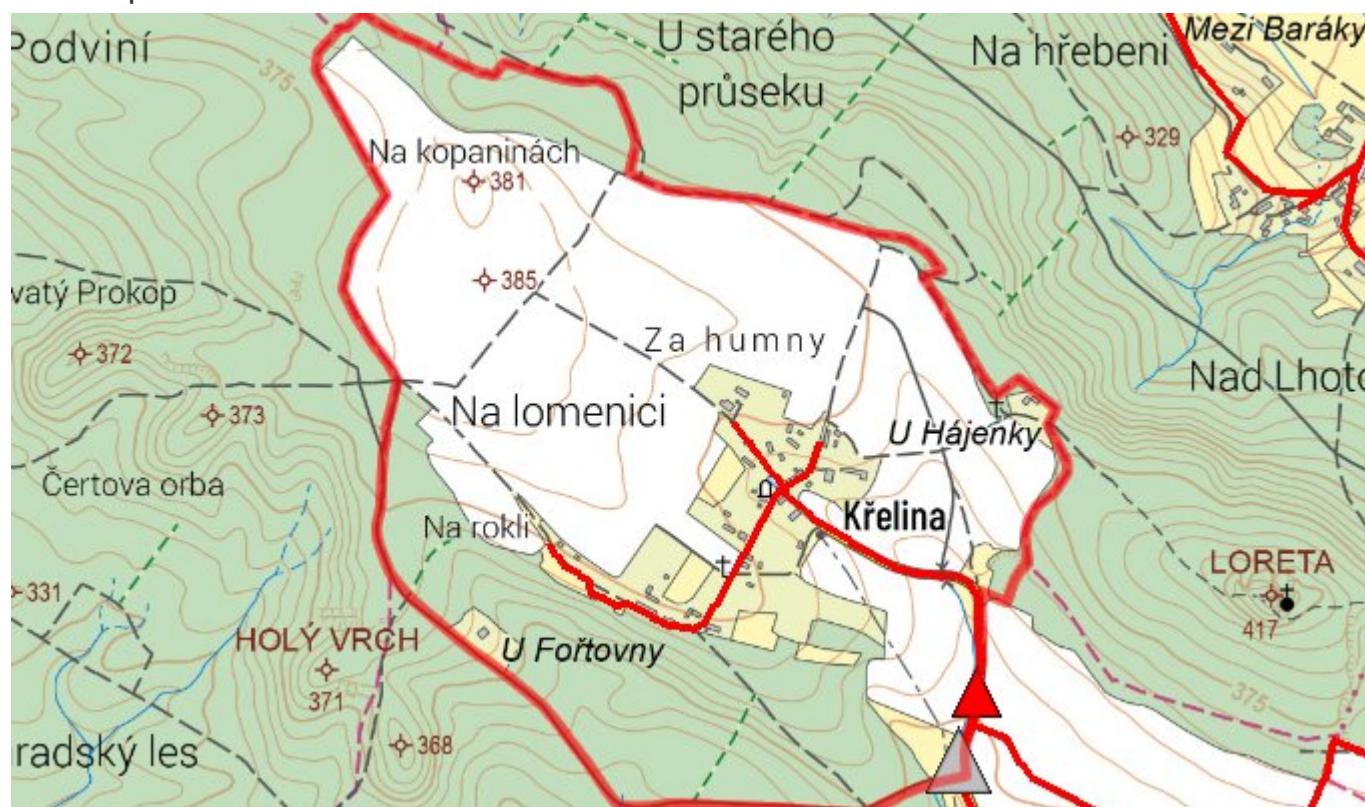 Podviní
U starého
průseku
Na hřebeni
Mezi Baráky
375
Na kopaninách
381
329
385
vatý Prokop
372
Za humny
Nad Lhoto
373
Na lomenici
U Hájenky
Čertova orba
Křelina
Na rokli
LORETA
331
417
HOLÝ VRCH
U Fořtovny
371
375
368
radský les